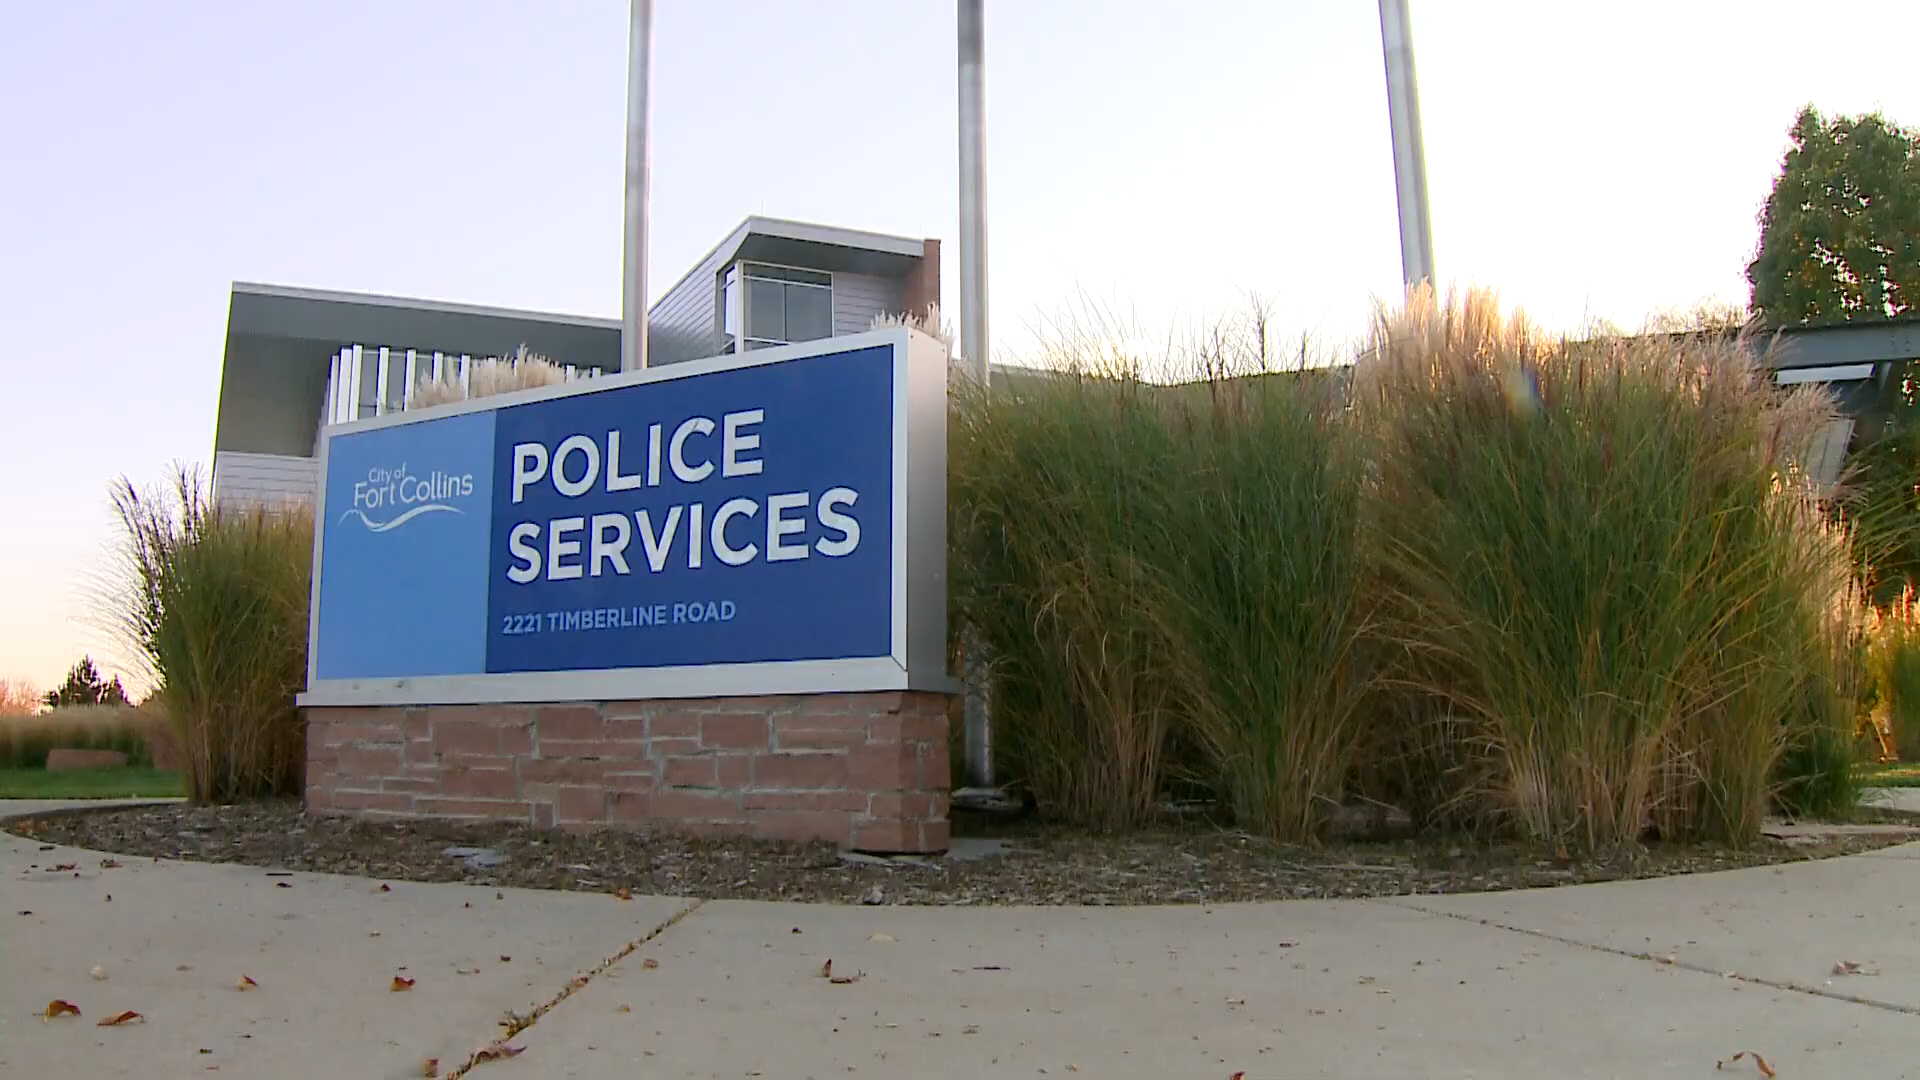 City of
Fort Collins
POLICE
SERVICES
2221 TIMBERLINE ROAD